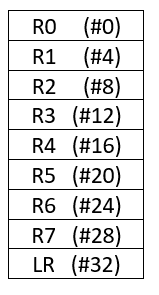 R0 (#0)
R1 (#4)
R2 (#8)
R3 (#12)
R4 (#16)
R5 (#20)
R6 (#24)
R7 (#28)
LR (#32)